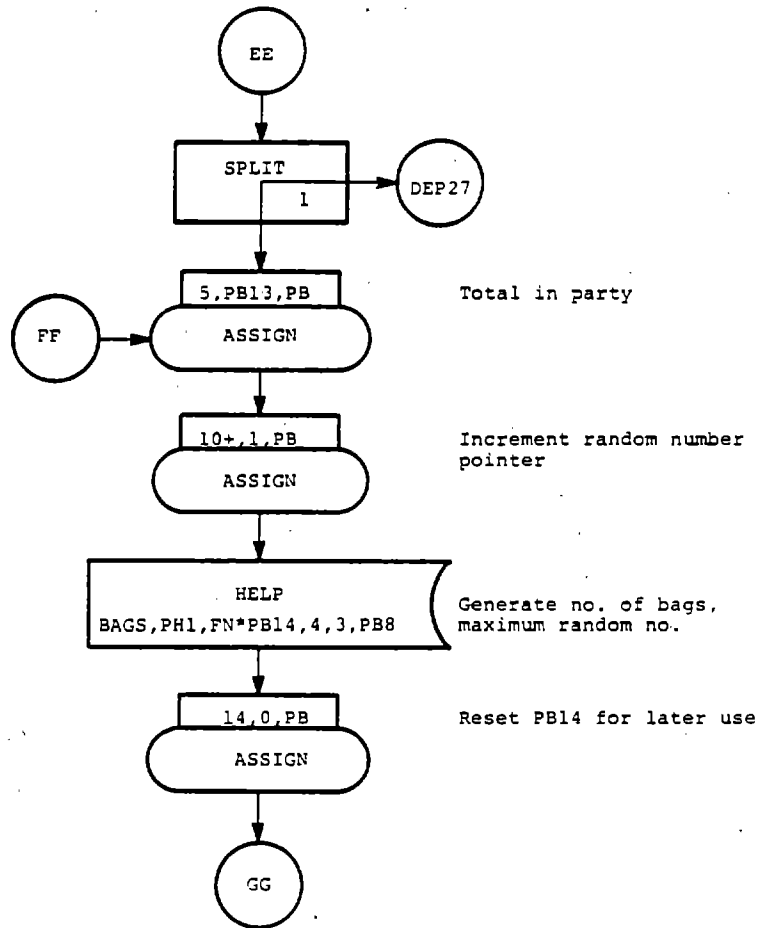 EE
SPLIT
1
DEP27
5,PB13,PB
Total in party
FF
ASSIGN
10+,1,PB
Increment random number
pointer
ASSIGN
HELP
BAGS,PH1,FN*PB14,4,3,PB8
Generate no. of bags,
maximum random no.
14,0,PB
Reset PB14 for later use
ASSIGN
GG